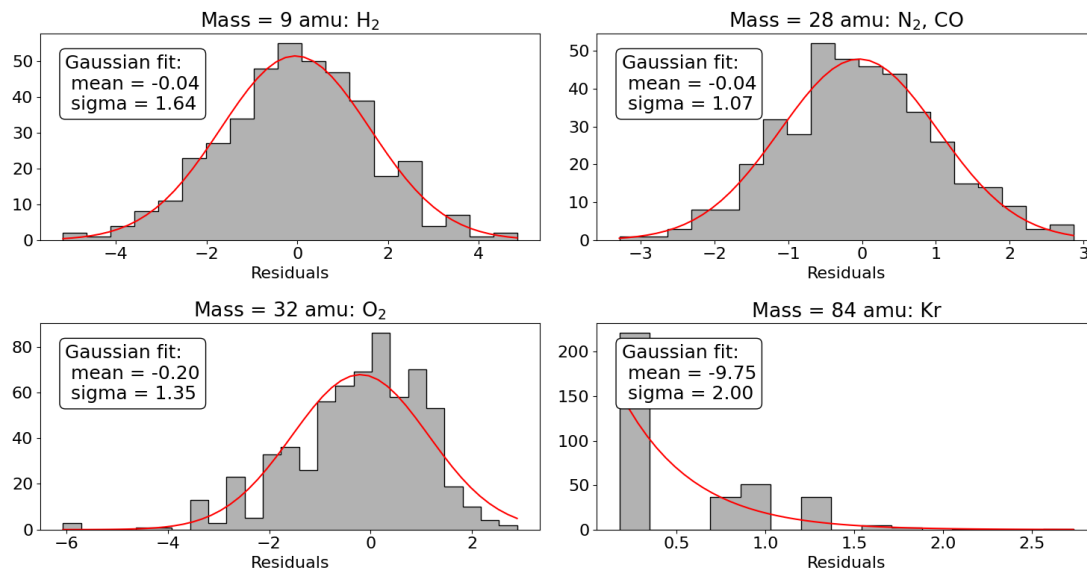 Mass = 9 amu: H₂
Gaussian fit:
mean = -0.04
sigma = 1.64
50
40
30
20
10
0
−4
−2
0
2
4
Residuals
Mass = 28 amu: N₂, CO
Gaussian fit:
mean = -0.04
sigma = 1.07
50
40
30
20
10
0
−3
−2
−1
0
1
2
3
Residuals
Mass = 32 amu: O₂
Gaussian fit:
mean = -0.20
sigma = 1.35
80
60
40
20
0
−6
−4
−2
0
2
Residuals
Mass = 84 amu: Kr
Gaussian fit:
mean = -9.75
sigma = 2.00
200
150
100
50
0
0.5
1.0
1.5
2.0
2.5
Residuals